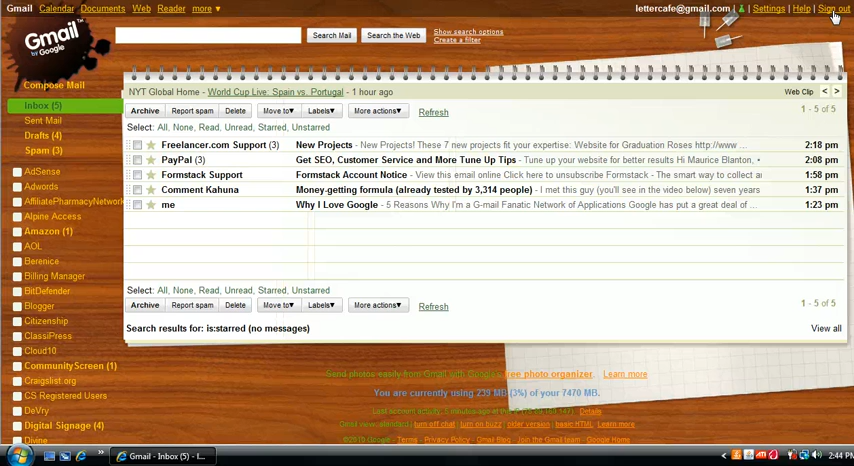 Gmail Calendar Documents Web Reader more ▼ lettercafe@gmail.com | Settings | Help | Sign out
Gmail
by Google
Search Mail Search the Web Show search options
Create a filter
Compose Mail
Inbox (5)
Sent Mail
Drafts (4)
Spam (3)
AdSense
Adwords
AffiliatePharmacyNetwork
Alpine Access
Amazon (1)
AOL
Berenice
Billing Manager
BitDefender
Blogger
Citizenship
ClassiPress
Cloud10
CommunityScreen (1)
Craigslist.org
CS Registered Users
DeVry
Digital Signage (4)
Divine
NYT Global Home - World Cup Live: Spain vs. Portugal - 1 hour ago Web Clip < >
Archive Report spam Delete Move to▼ Labels▼ More actions▼ Refresh 1 - 5 of 5
Select: All, None, Read, Unread, Starred, Unstarred
Freelancer.com Support (3) New Projects - New Projects! These 7 new projects fit your expertise: Website for Graduation Roses http://www ... 2:18 pm
PayPal (3) Get SEO, Customer Service and More Tune Up Tips - Tune up your website for better results Hi Maurice Blanton, • 2:08 pm
Formstack Support Formstack Account Notice - View this email online Click here to unsubscribe Formstack - The smart way to collect 1:58 pm
Comment Kahuna Money-getting formula (already tested by 3,314 people) - I met this guy (you'll see in the video below) seven years 1:37 pm
me Why I Love Google - 5 Reasons Why I'm a G-mail Fanatic Network of Applications Google has put a great deal of ... 1:23 pm
Select: All, None, Read, Unread, Starred, Unstarred
Archive Report spam Delete Move to▼ Labels▼ More actions▼ Refresh 1 - 5 of 5
Search results for: is:starred (no messages) View all
Send photos easily from Gmail with Google's free photo organizer. Learn more
You are currently using 239 MB (3%) of your 7470 MB.
Last account activity: 5 minutes ago at Details
Gmail view: standard | turn off chat | turn on buzz | older version | basic HTML Learn more
©2010 Google - Terms - Privacy Policy - Gmail Blog - Join the Gmail team - Google Home
Gmail - Inbox (5) - l... 2:44 PM